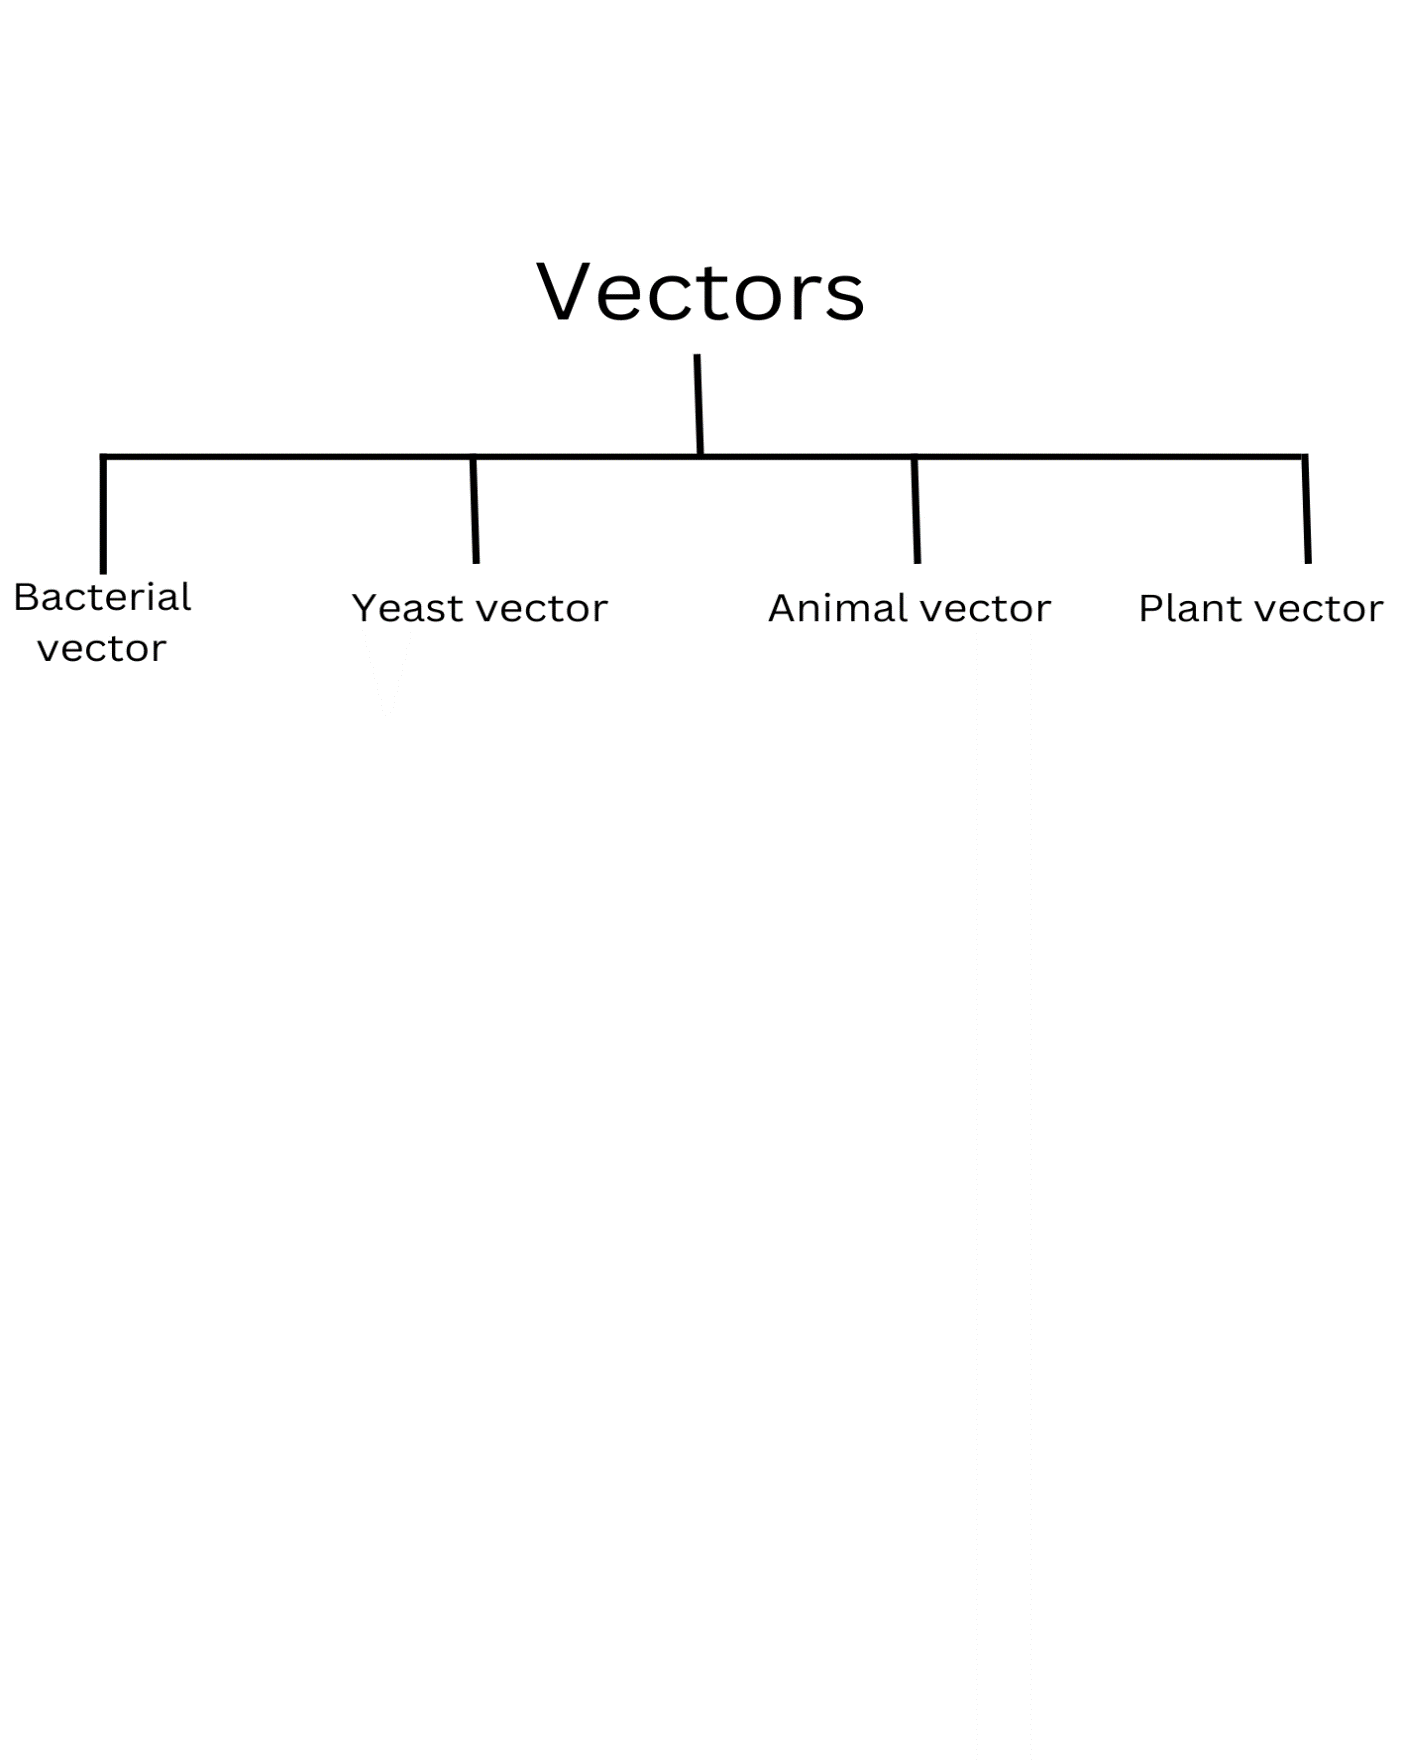 Vectors
Bacterial
vector
Yeast vector
Animal vector
Plant vector